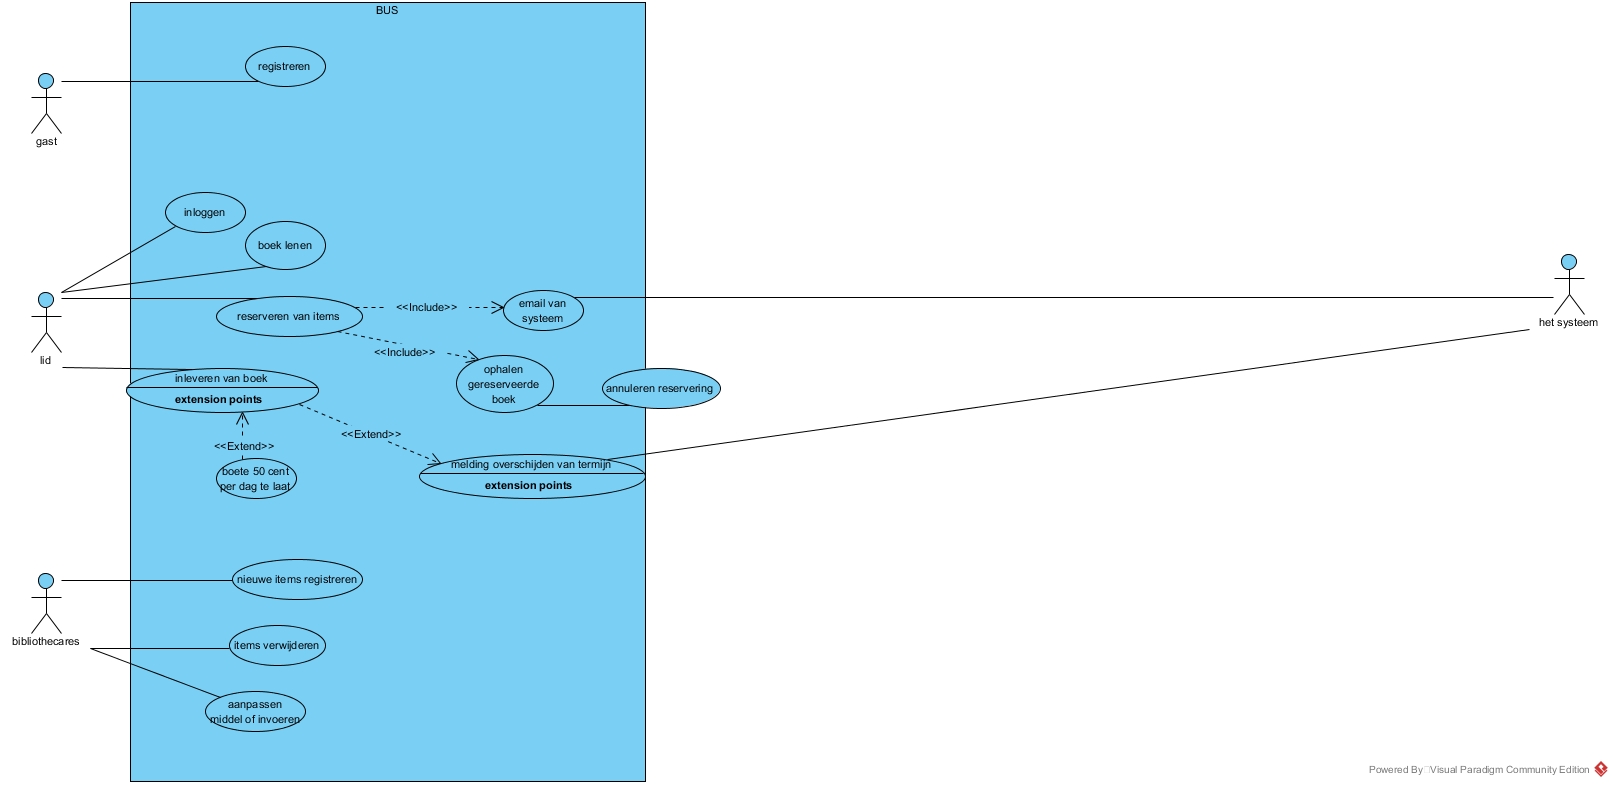 BUS
registreren
gast
inloggen
boek lenen
reserveren van items
<<Include>>
email van
systeem
het systeem
<<Include>>
lid
inleveren van boek
extension points
ophalen
gereserveerde
boek
annuleren reservering
<<Extend>>
<<Extend>>
boete 50 cent
per dag te laat
melding overschijden van termijn
extension points
nieuwe items registreren
bibliothecares
items verwijderen
aanpassen
middel of invoeren
Powered By Visual Paradigm Community Edition